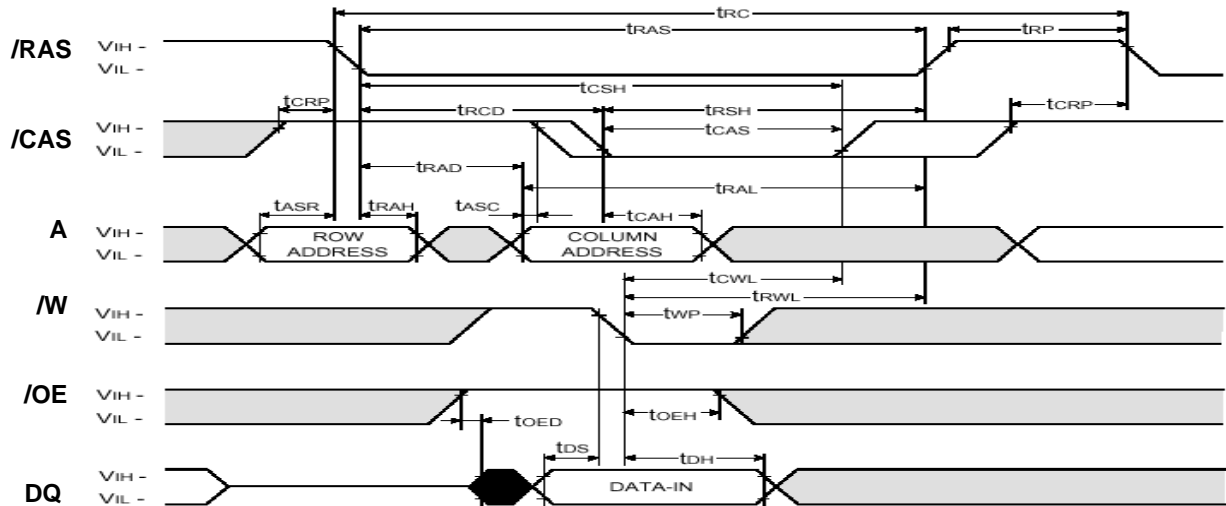 tRC
tRAS
tRP
/RAS
VIH -
VIL -
tCSH
tCRP
tRCD
tRSH
tCRP
/CAS
VIH -
VIL -
tCAS
tRAD
tRAL
tASR
tRAH
tASC
tCAH
A
VIH -
VIL -
ROW
ADDRESS
COLUMN
ADDRESS
tCWL
/W
tRWL
VIH -
VIL -
tWP
/OE
VIH -
VIL -
tOED
tOEH
tDS
tDH
DQ
VIH -
VIL -
DATA-IN